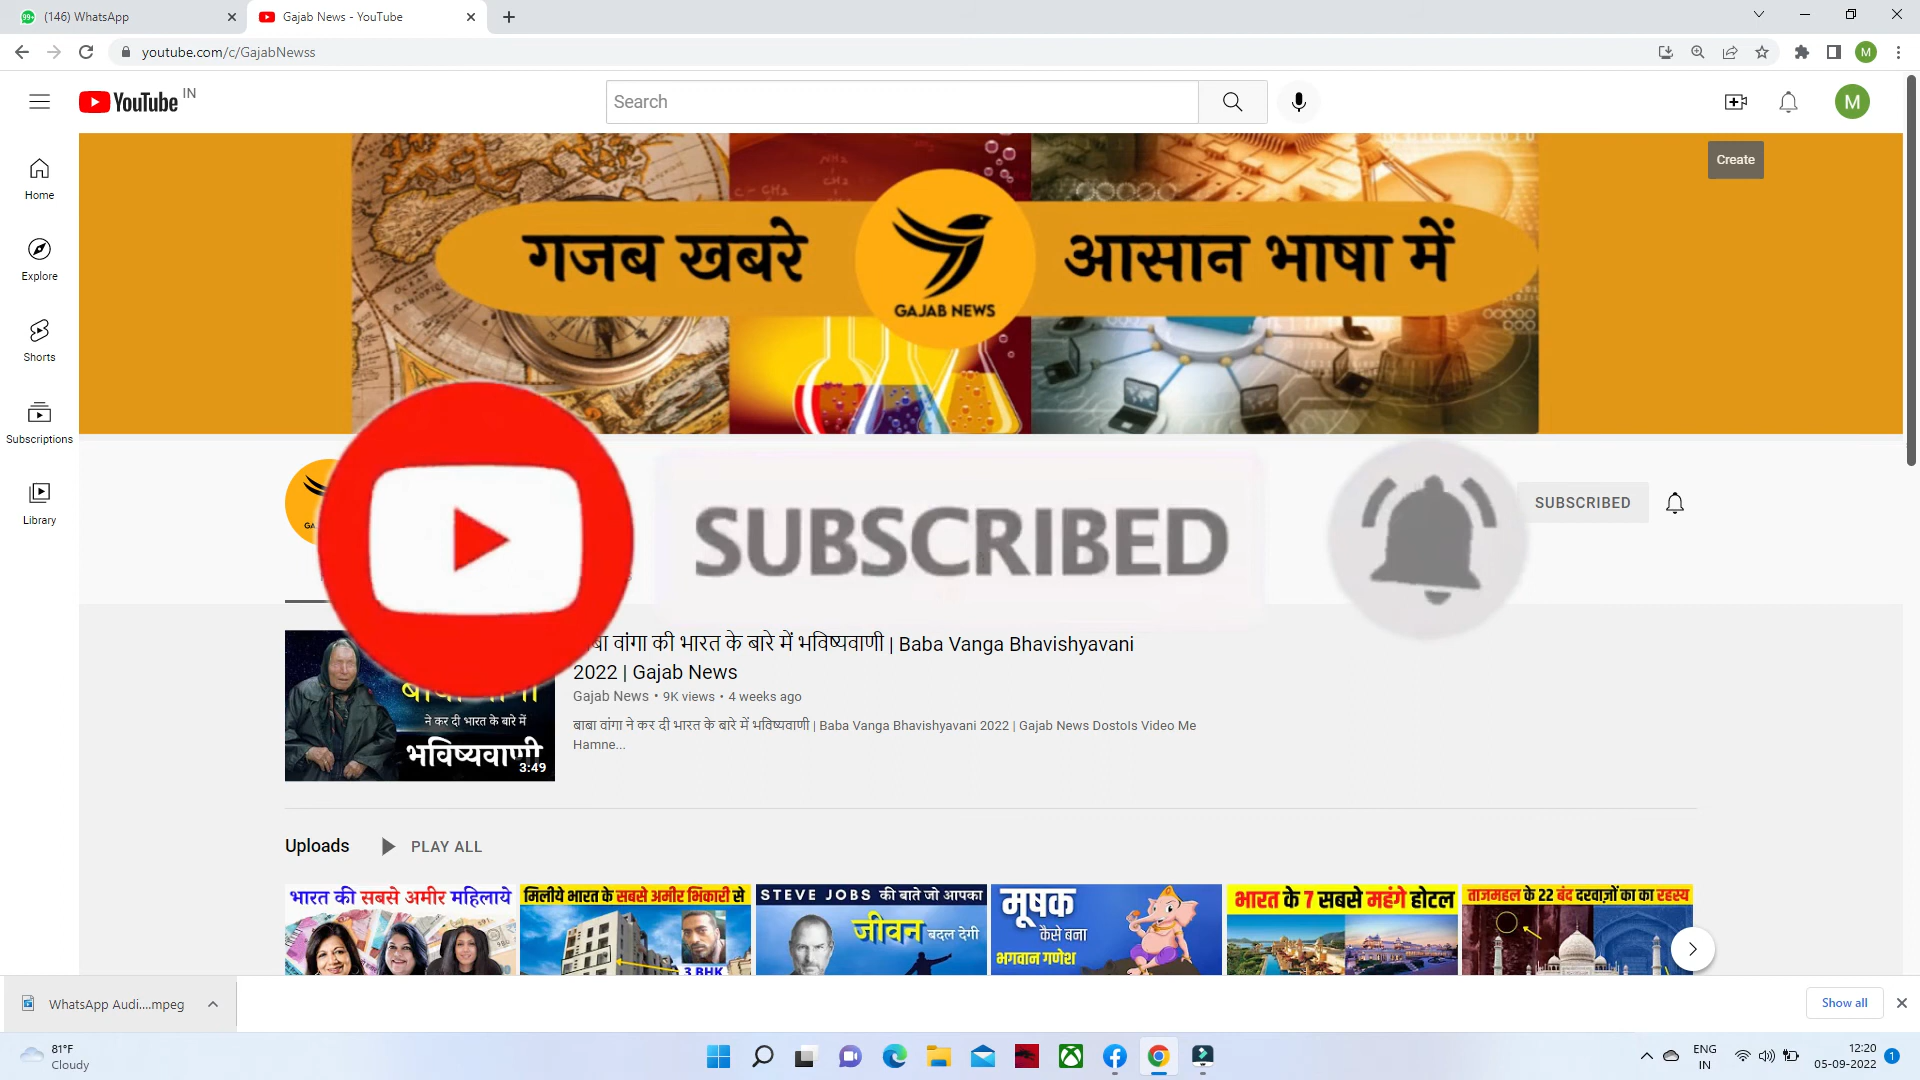 (146) WhatsApp
Gajab News - YouTube
youtube.com/c/GajabNewss
M
YouTube IN
Search
M
Create
Home
Explore
Shorts
Subscriptions
Library
गजब खबरे
GAJAB NEWS
आसान भाषा में
SUBSCRIBED
SUBSCRIBED
वांगा की भारत के बारे में भविष्यवाणी | Baba Vanga Bhavishyavani
2022 | Gajab News
Gajab News • 9K views • 4 weeks ago
बाबा वांगा ने कर दी भारत के बारे में भविष्यवाणी | Baba Vanga Bhavishyavani 2022 | Gajab News Dostols Video Me
Hamne...
ने कर दी भारत के बारे में
भविष्यवाणी
3:49
Uploads
PLAY ALL
भारत की सबसे अमीर महिलाये
मिलीये भारत के सबसे अमीर भिकारी से
3 BHK
STEVE JOBS की बाते जो आपका
जीवन बदल देगी
मूषक
कैसे बना
भगवान गणेश
भारत के 7 सबसे महंगे होटल
ताजमहल के 22 बंद दरवाज़ों का का रहस्य
WhatsApp Audi....mpeg
Show all
81°F
Cloudy
ENG
IN
12:20
05-09-2022
1